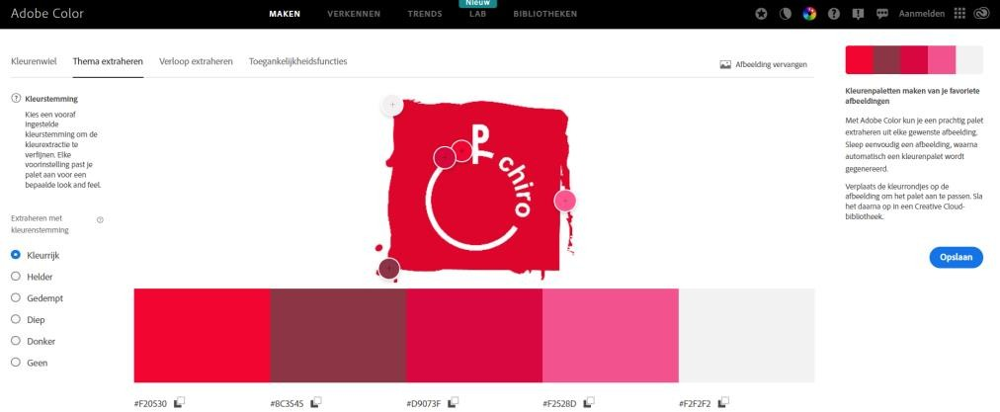 Adobe Color
MAKEN
VERKENNEN
TRENDS
Nieuw
LAB
BIBLIOTHEKEN
Aanmelden
Kleurenwiel
Thema extraheren
Verloop extraheren
Toegankelijkheidsfuncties
Afbeelding vervangen
Kleurstemming
Kies een vooraf
ingestelde
kleurstemming om de
kleurextractie te
verfijnen. Elke
voorinstelling past je
palet aan voor een
bepaalde look and feel.
Extraheren met
kleurenstemming
Kleurrijk
Helder
Gedempt
Diep
Donker
Geen
chiro
#F20530
#8C3545
#D9073F
#F2528D
#F2F2F2
Kleurenpaletten maken van je favoriete
afbeeldingen
Met Adobe Color kun je een prachtig palet
extraheren uit elke gewenste afbeelding.
Sleep eenvoudig een afbeelding, waarna
automatisch een kleurenpalet wordt
gegenereerd.
Verplaats de kleurrondjes op de
afbeelding om het palet aan te passen. Sla
het daarna op in een Creative Cloud-
bibliotheek.
Opslaan